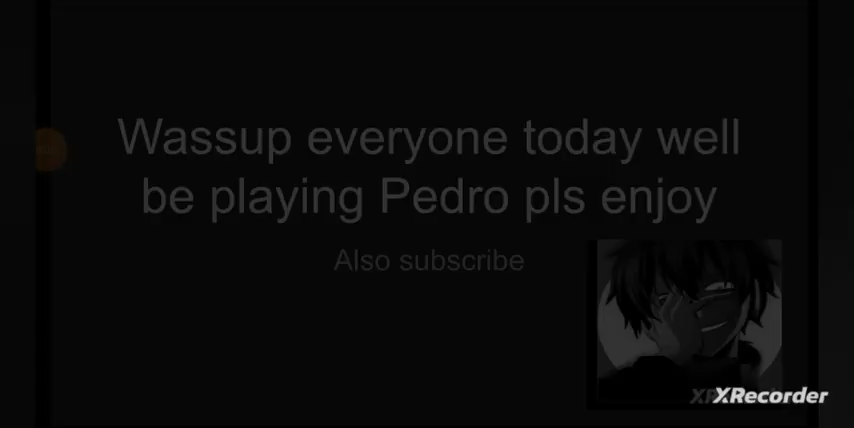 Wassup everyone today well
be playing Pedro pls enjoy
Also subscribe
XRecorder